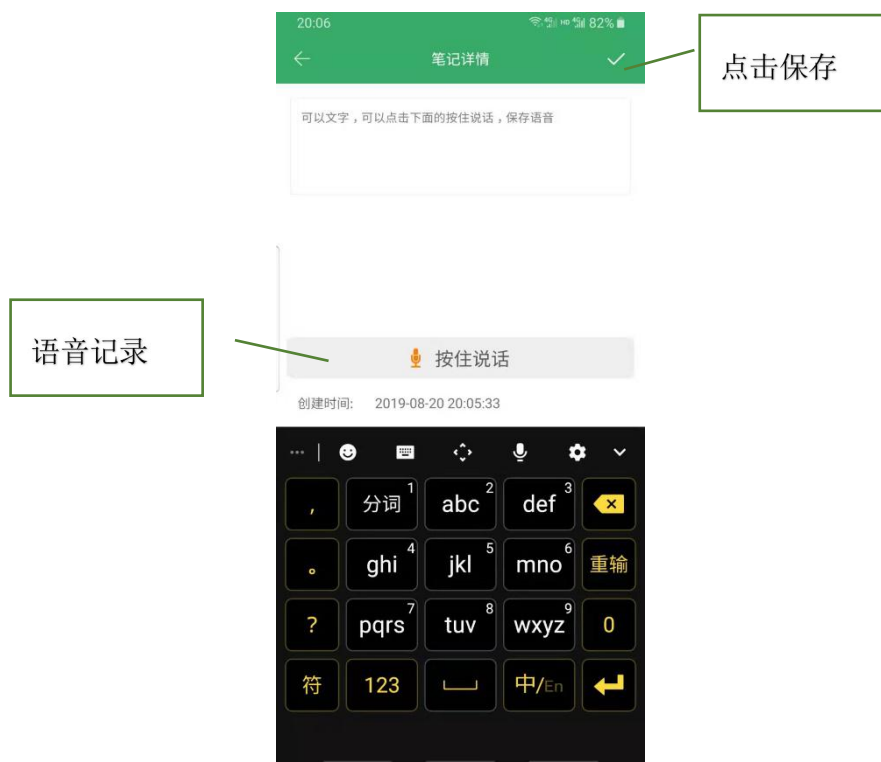 20:06 82%
笔记详情
点击保存
可以文字，可以点击下面的按住说话，保存语音
语音记录
按住说话
创建时间: 2019-08-20 20:05:33
， 分词 1 abc 2 def 3
。 ghi 4 jkl 5 mno 6 重输
? pqrs 7 tuv 8 wxyz 9 0
符 123 中/En